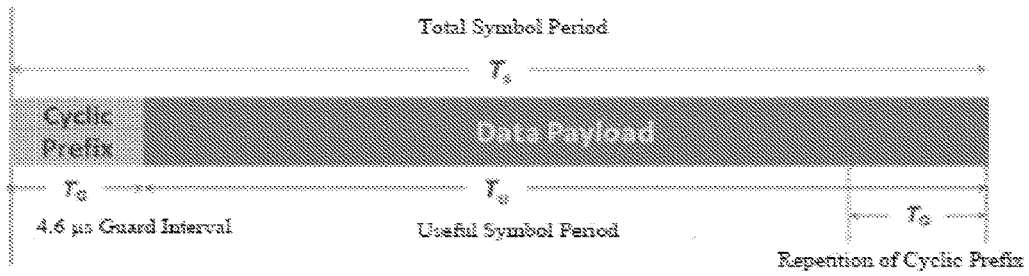 Total Symbol Period
Ts
Cyclic
Prefix
Data Payload
TG
Tu
TG
4.6 µs Guard Interval
Useful Symbol Period
Repetition of Cyclic Prefix